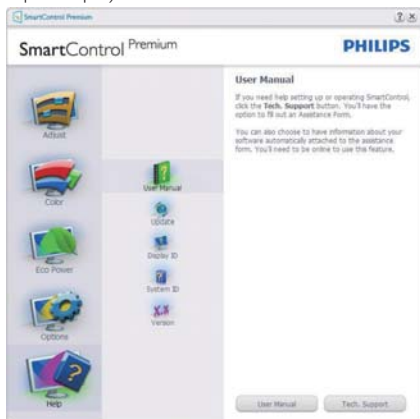 SmartControl Premium
SmartControl Premium
PHILIPS
Adjust
Color
Eco Power
Options
Help
User Manual
Update
Display ID
System ID
Version
User Manual
If you need help setting up or operating SmartControl,
click the Tech. Support button. You'll have the
option to fill out an Assistance Form.
You can also choose to have information about your
software automatically attached to the assistance
form. You'll need to be online to use this feature.
User Manual
Tech. Support